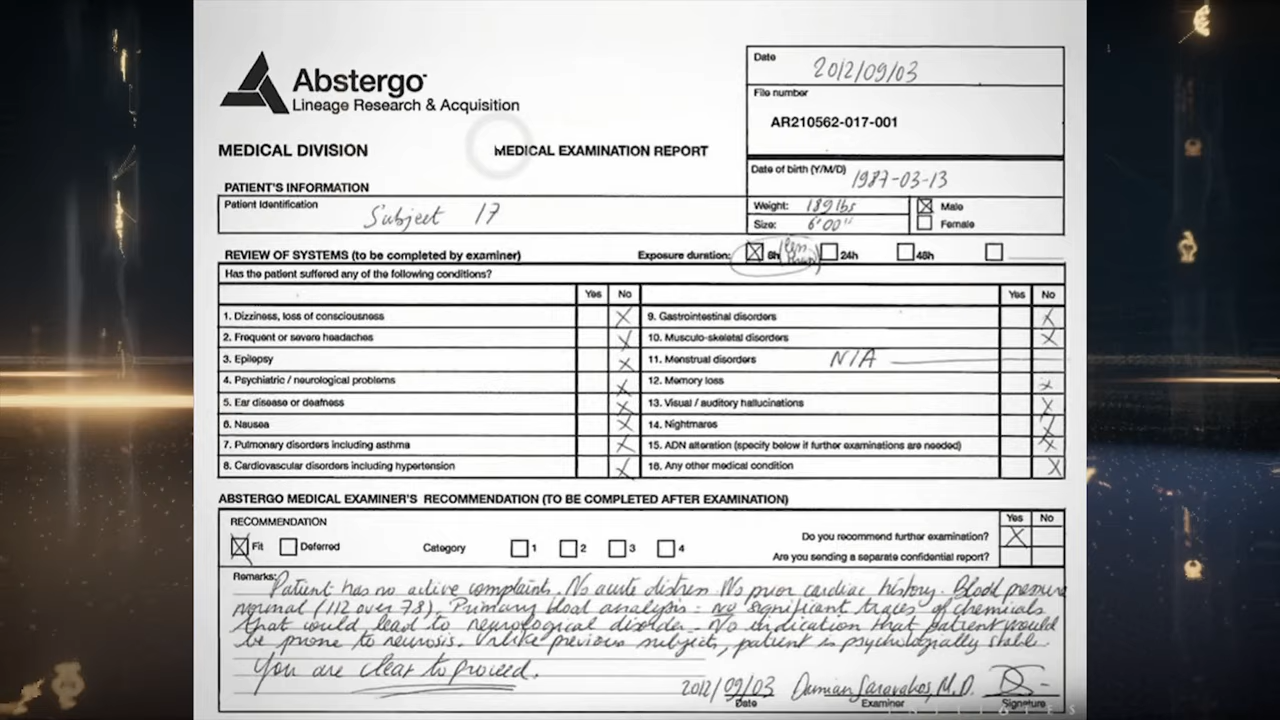 Abstergo
Lineage Research & Acquisition
MEDICAL DIVISION
MEDICAL EXAMINATION REPORT
Date
2012/09/03
File number
AR210562-017-001
Date of birth (Y/M/D)
1987-03-13
PATIENT'S INFORMATION
Patient Identification
Subject 17
Weight: 189 lbs
Size: 6'00"
Male
Female
REVIEW OF SYSTEMS (to be completed by examiner)
Exposure duration: 6h 24h 48h
Has the patient suffered any of the following conditions?
Yes No Yes No
1. Dizziness, loss of consciousness
2. Frequent or severe headaches
3. Epilepsy
4. Psychiatric / neurological problems
5. Ear disease or deafness
6. Nausea
7. Pulmonary disorders including asthma
8. Cardiovascular disorders including hypertension
9. Gastrointestinal disorders
10. Musculo-skeletal disorders
11. Menstrual disorders N/A
12. Memory loss
13. Visual / auditory hallucinations
14. Nightmares
15. ADN alteration (specify below if further examinations are needed)
16. Any other medical condition
ABSTERGO MEDICAL EXAMINER'S RECOMMENDATION (TO BE COMPLETED AFTER EXAMINATION)
RECOMMENDATION
Fit Deferred Category 1 2 3 4
Yes No
Do you recommend further examination?
Are you sending a separate confidential report?
Remarks: Patient has no active complaints. No acute distress. No prior cardiac history. Blood pressure
normal (112 over 78). Primary blood analysis: no significant traces of chemicals
that could lead to neurological disorder. No indication that patient would
be prone to neurosis. Unlike previous subjects, patient is psychologically stable.
You are clear to proceed.
2012/09/03 Damian Saravakos, M.D.
Date Examiner Signature